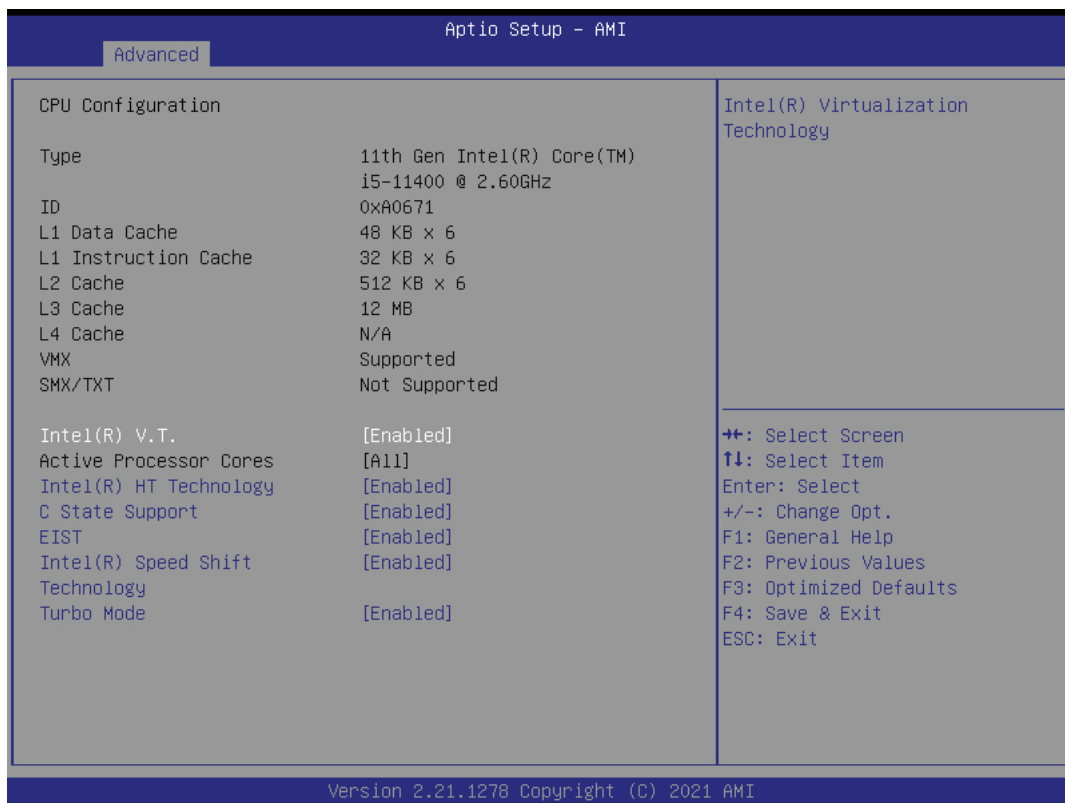 Aptio Setup – AMI
Advanced
CPU Configuration
Type 11th Gen Intel(R) Core(TM)
i5-11400 @ 2.60GHz
ID 0xA0671
L1 Data Cache 48 KB x 6
L1 Instruction Cache 32 KB x 6
L2 Cache 512 KB x 6
L3 Cache 12 MB
L4 Cache N/A
VMX Supported
SMX/TXT Not Supported
Intel(R) V.T. [Enabled]
Active Processor Cores [All]
Intel(R) HT Technology [Enabled]
C State Support [Enabled]
EIST [Enabled]
Intel(R) Speed Shift [Enabled]
Technology
Turbo Mode [Enabled]
Intel(R) Virtualization
Technology
→←: Select Screen
↑↓: Select Item
Enter: Select
+/-: Change Opt.
F1: General Help
F2: Previous Values
F3: Optimized Defaults
F4: Save & Exit
ESC: Exit
Version 2.21.1278 Copyright (C) 2021 AMI